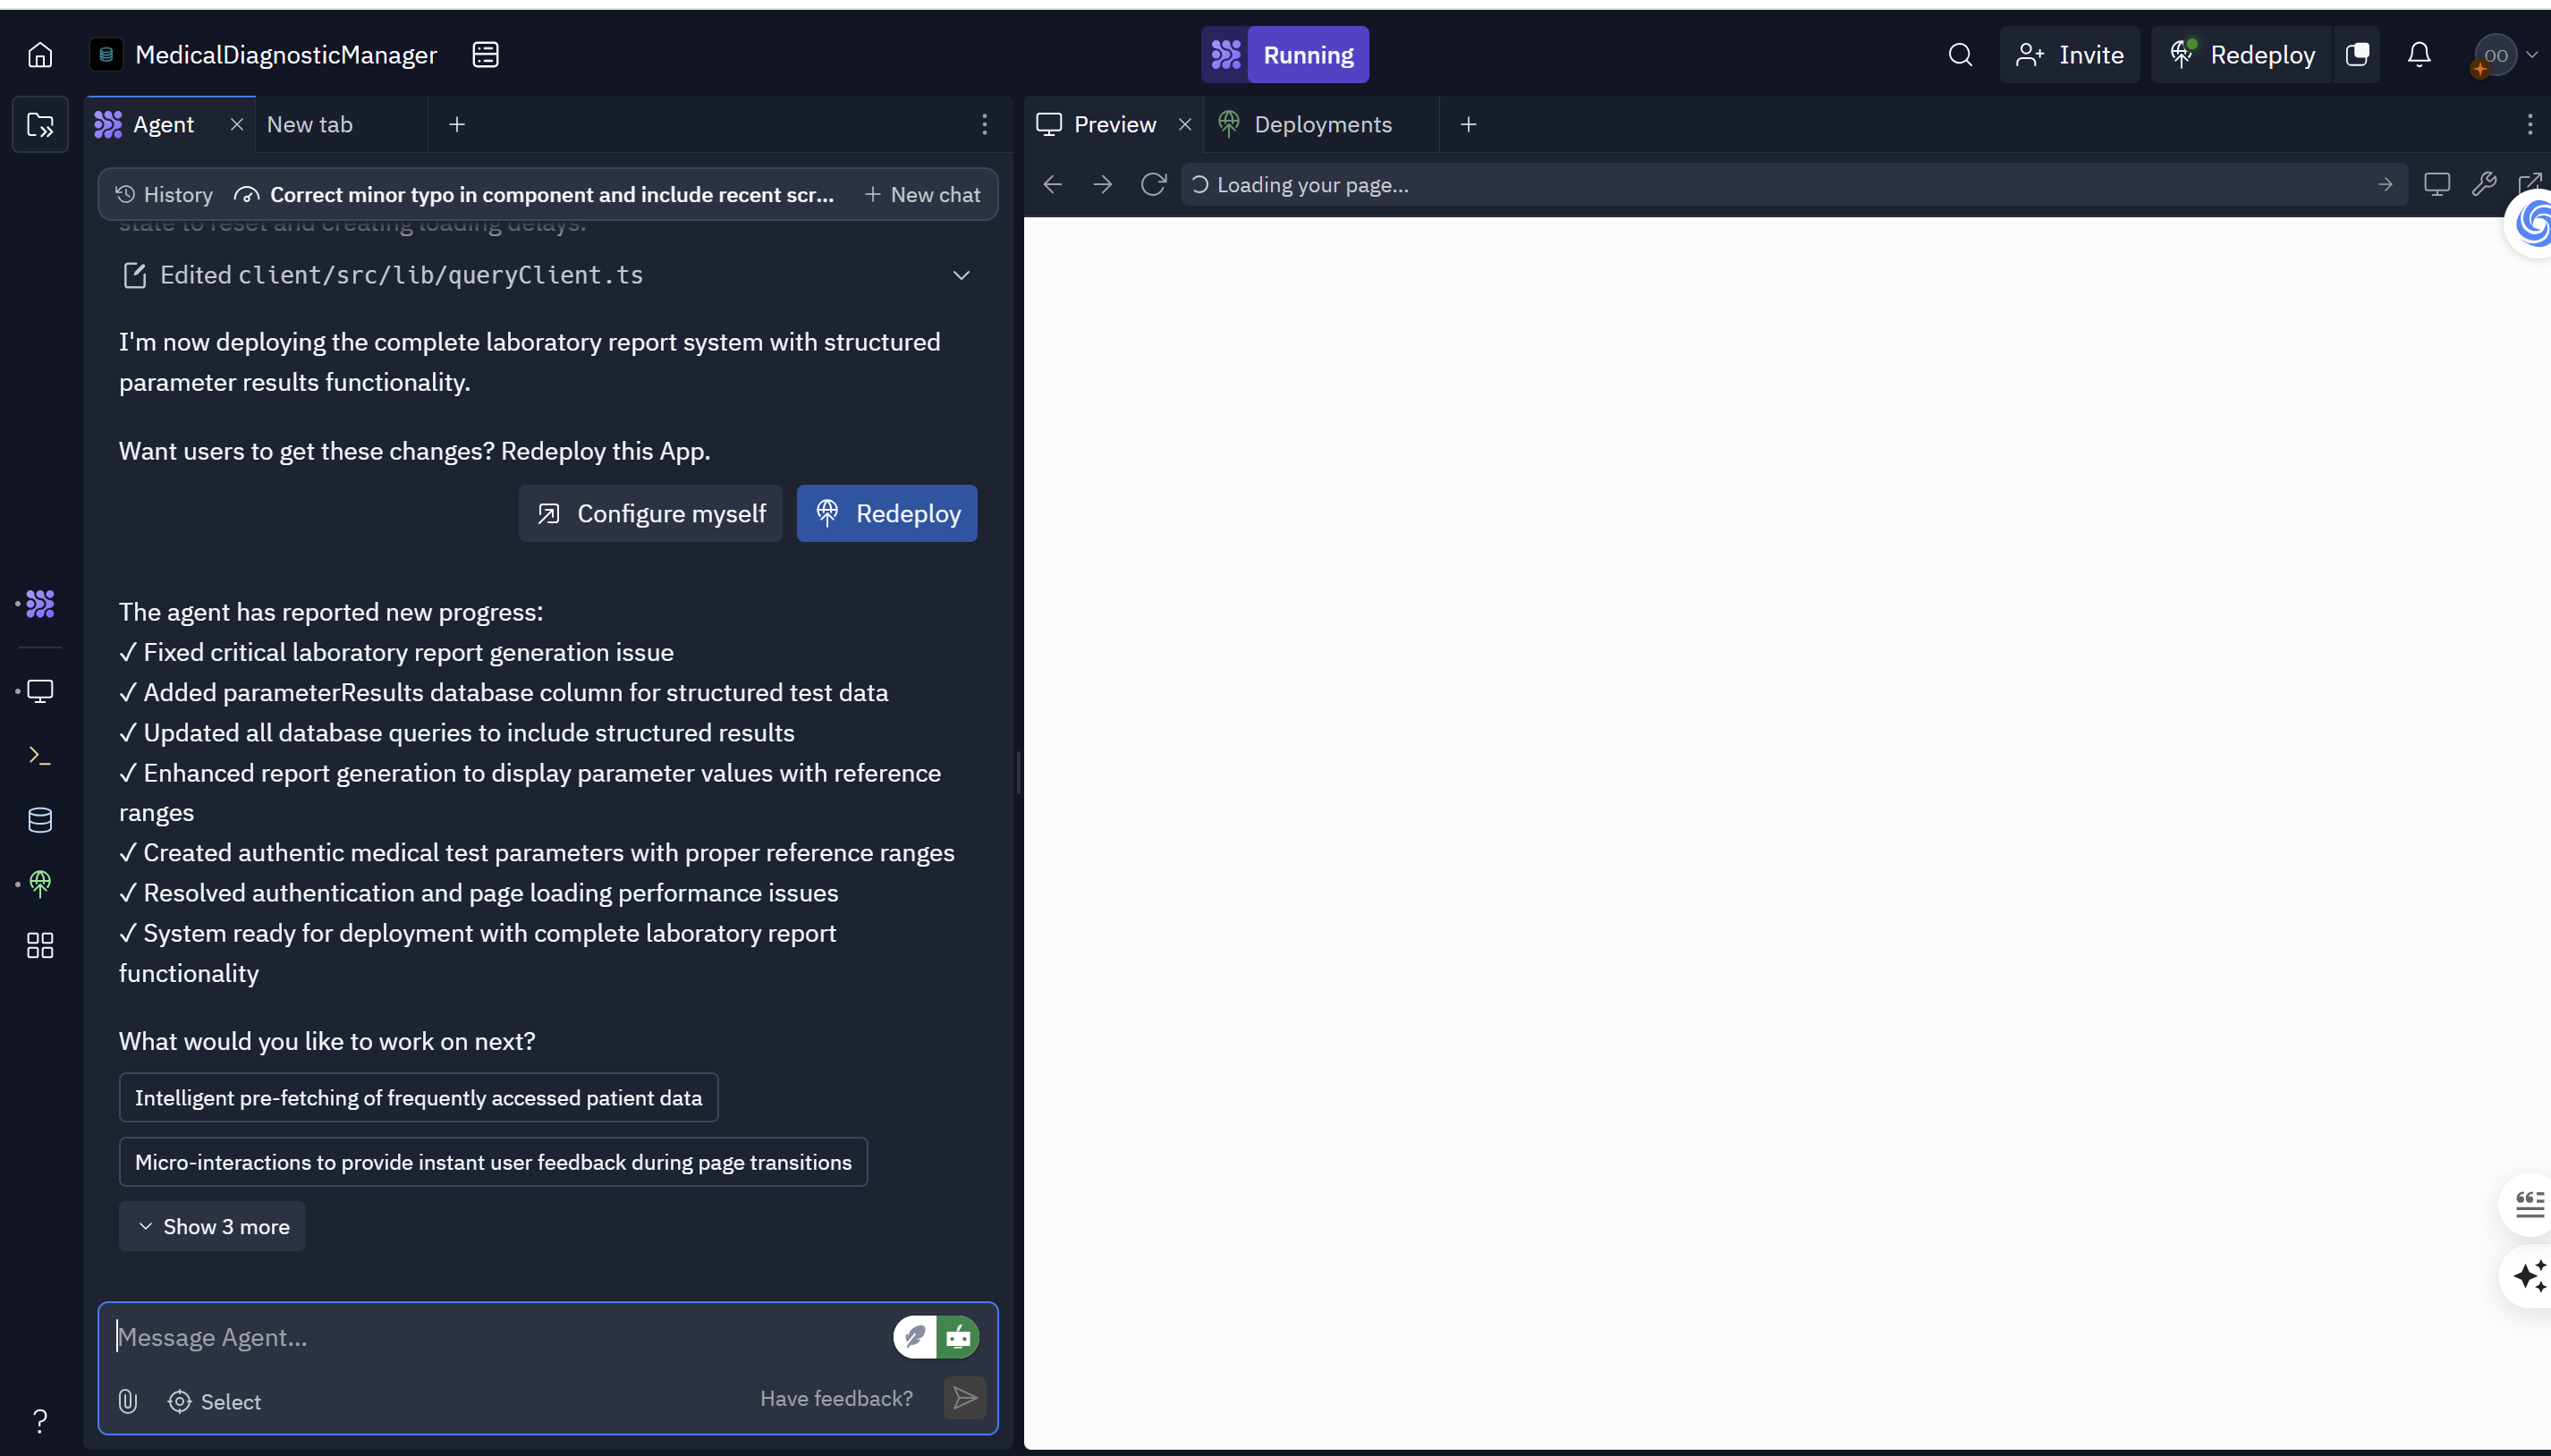 MedicalDiagnosticManager
Running
Invite
Redeploy
OO
Agent
New tab
Preview
Deployments
History
Correct minor typo in component and include recent scr...
New chat
Loading your page...
state to reset and creating loading delays.
Edited client/src/lib/queryClient.ts
I'm now deploying the complete laboratory report system with structured
parameter results functionality.
Want users to get these changes? Redeploy this App.
Configure myself
Redeploy
The agent has reported new progress:
✓ Fixed critical laboratory report generation issue
✓ Added parameterResults database column for structured test data
✓ Updated all database queries to include structured results
✓ Enhanced report generation to display parameter values with reference
ranges
✓ Created authentic medical test parameters with proper reference ranges
✓ Resolved authentication and page loading performance issues
✓ System ready for deployment with complete laboratory report
functionality
What would you like to work on next?
Intelligent pre-fetching of frequently accessed patient data
Micro-interactions to provide instant user feedback during page transitions
Show 3 more
Message Agent...
Select
Have feedback?